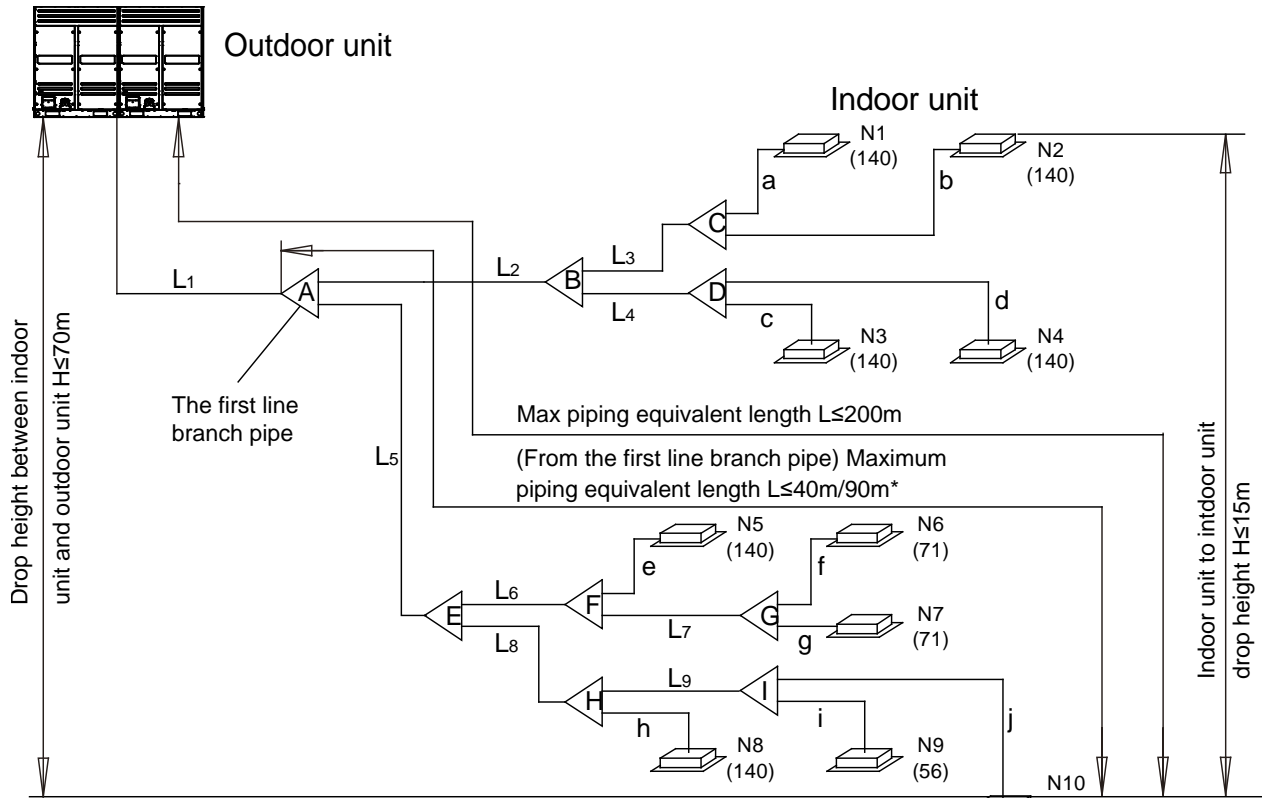 Outdoor unit
Indoor unit
N1
(140)
N2
(140)
a
b
C
L1
A
L2
B
L3
L4
D
c
d
N3
(140)
N4
(140)
The first line
branch pipe
Max piping equivalent length L≤200m
(From the first line branch pipe) Maximum
piping equivalent length L≤40m/90m*
L5
N5
(140)
N6
(71)
e
f
E
L6
F
L7
G
g
N7
(71)
L8
H
L9
I
h
i
j
N8
(140)
N9
(56)
N10
Drop height between indoor
unit and outdoor unit H≤70m
Indoor unit to intdoor unit
drop height H≤15m